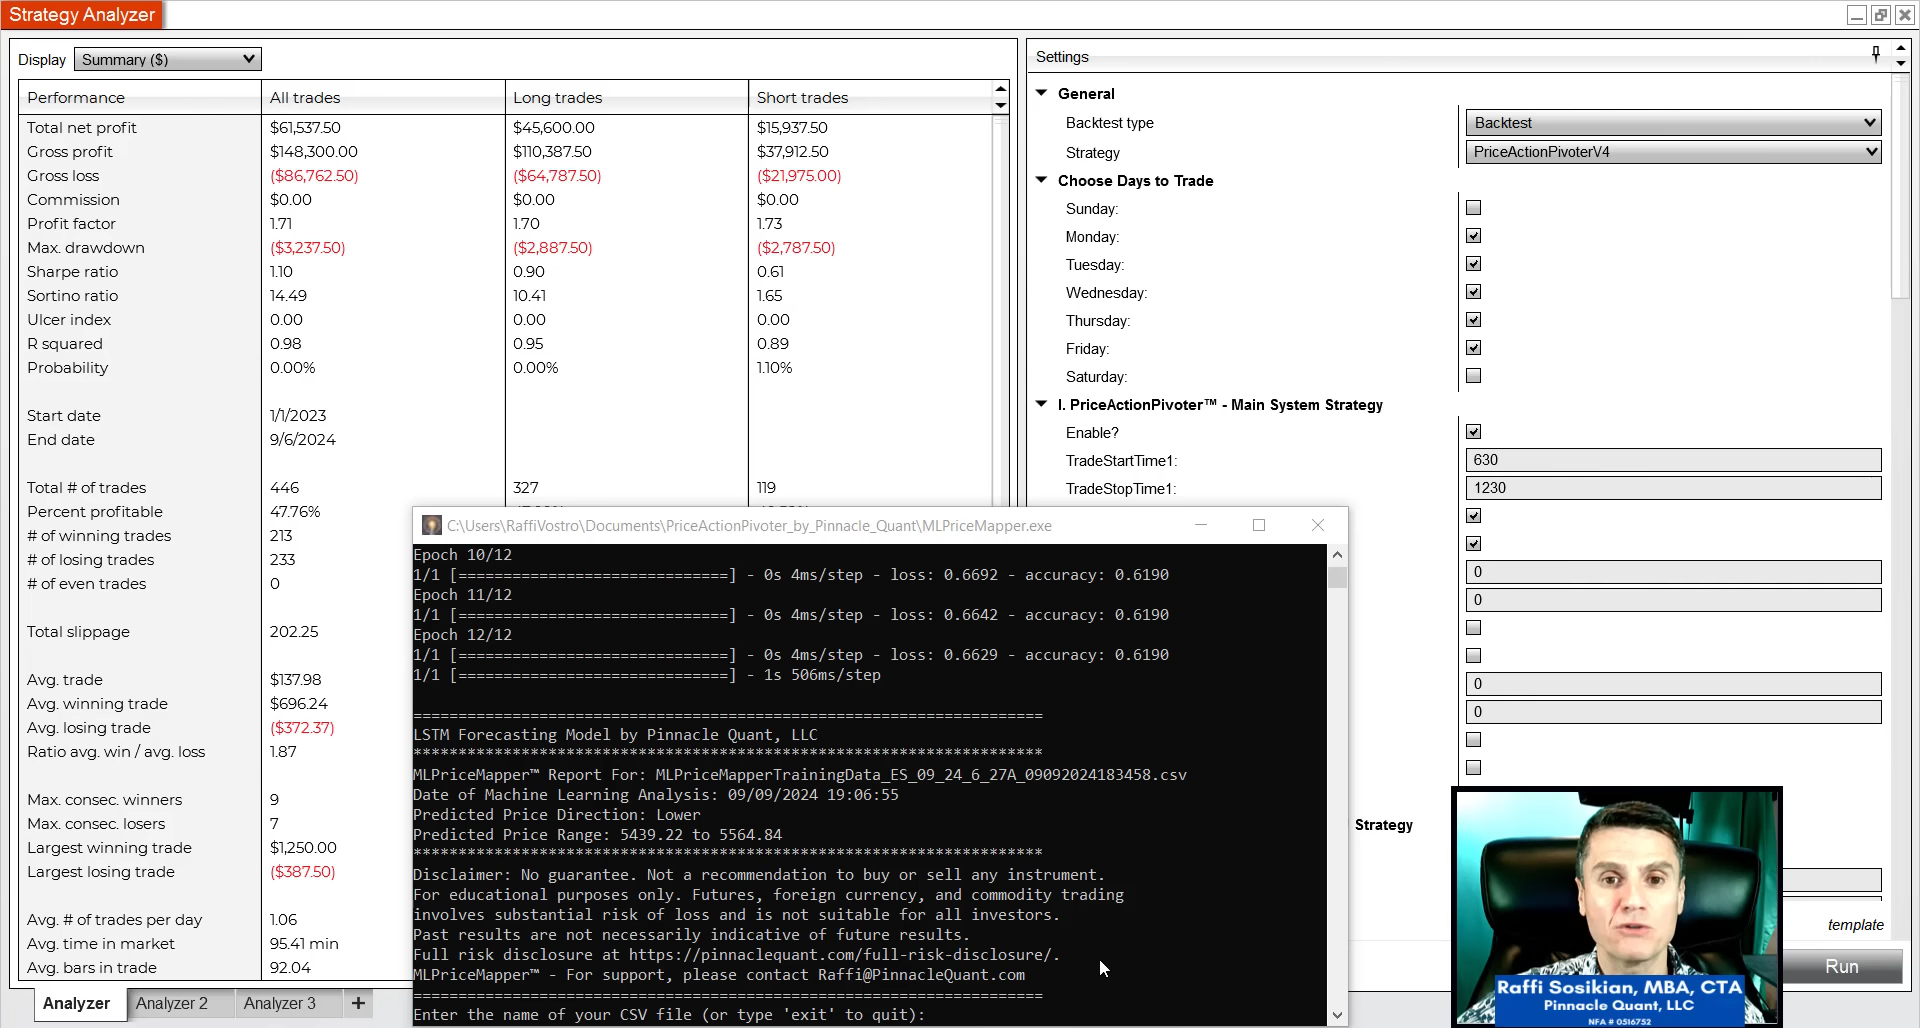 Strategy Analyzer
Display Summary ($)
Performance All trades Long trades Short trades
Total net profit $61,537.50 $45,600.00 $15,937.50
Gross profit $148,300.00 $110,387.50 $37,912.50
Gross loss ($86,762.50) ($64,787.50) ($21,975.00)
Commission $0.00 $0.00 $0.00
Profit factor 1.71 1.70 1.73
Max. drawdown ($3,237.50) ($2,887.50) ($2,787.50)
Sharpe ratio 1.10 0.90 0.61
Sortino ratio 14.49 10.41 1.65
Ulcer index 0.00 0.00 0.00
R squared 0.98 0.95 0.89
Probability 0.00% 0.00% 1.10%
Start date 1/1/2023
End date 9/6/2024
Total # of trades 446 327 119
Percent profitable 47.76%
# of winning trades 213
# of losing trades 233
# of even trades 0
Total slippage 202.25
Avg. trade $137.98
Avg. winning trade $696.24
Avg. losing trade ($372.37)
Ratio avg. win / avg. loss 1.87
Max. consec. winners 9
Max. consec. losers 7
Largest winning trade $1,250.00
Largest losing trade ($387.50)
Avg. # of trades per day 1.06
Avg. time in market 95.41 min
Avg. bars in trade 92.04
Analyzer Analyzer 2 Analyzer 3 +
Settings
General
Backtest type Backtest
Strategy PriceActionPivoterV4
Choose Days to Trade
Sunday:
Monday:
Tuesday:
Wednesday:
Thursday:
Friday:
Saturday:
I. PriceActionPivoter™ - Main System Strategy
Enable?
TradeStartTime1: 630
TradeStopTime1: 1230
0
0
0
0
Strategy
template
Run
C:\Users\RaffiVostro\Documents\PriceActionPivoter_by_Pinnacle_Quant\MLPriceMapper.exe
Epoch 10/12
1/1 [==============================] - 0s 4ms/step - loss: 0.6692 - accuracy: 0.6190
Epoch 11/12
1/1 [==============================] - 0s 4ms/step - loss: 0.6642 - accuracy: 0.6190
Epoch 12/12
1/1 [==============================] - 0s 4ms/step - loss: 0.6629 - accuracy: 0.6190
1/1 [==============================] - 1s 506ms/step
======================================================================
LSTM Forecasting Model by Pinnacle Quant, LLC
**********************************************************************
MLPriceMapper™ Report For: MLPriceMapperTrainingData_ES_09_24_6_27A_09092024183458.csv
Date of Machine Learning Analysis: 09/09/2024 19:06:55
Predicted Price Direction: Lower
Predicted Price Range: 5439.22 to 5564.84
**********************************************************************
Disclaimer: No guarantee. Not a recommendation to buy or sell any instrument.
For educational purposes only. Futures, foreign currency, and commodity trading
involves substantial risk of loss and is not suitable for all investors.
Past results are not necessarily indicative of future results.
Full risk disclosure at https://pinnaclequant.com/full-risk-disclosure/.
MLPriceMapper™ - For support, please contact Raffi@PinnacleQuant.com
======================================================================
Enter the name of your CSV file (or type 'exit' to quit):
Raffi Sosikian, MBA, CTA
Pinnacle Quant, LLC
NFA # 0516752